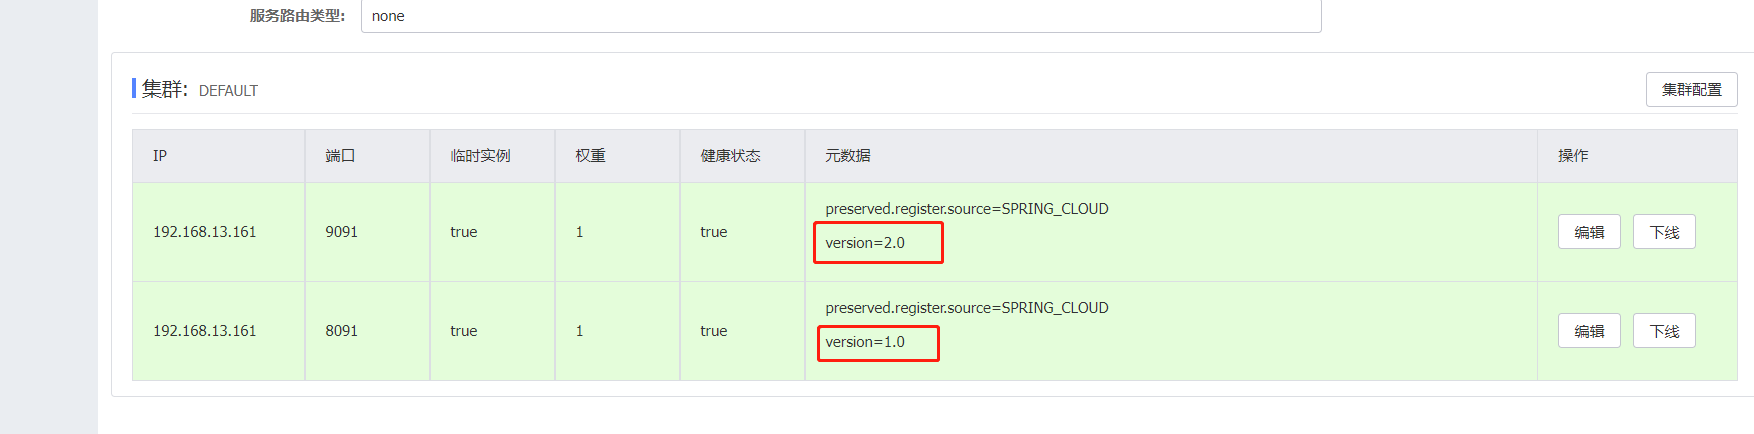 服务路由类型: none
集群: DEFAULT 集群配置
IP 端口 临时实例 权重 健康状态 元数据 操作
preserved.register.source=SPRING_CLOUD
192.168.13.161 9091 true 1 true version=2.0 编辑 下线
preserved.register.source=SPRING_CLOUD
192.168.13.161 8091 true 1 true version=1.0 编辑 下线